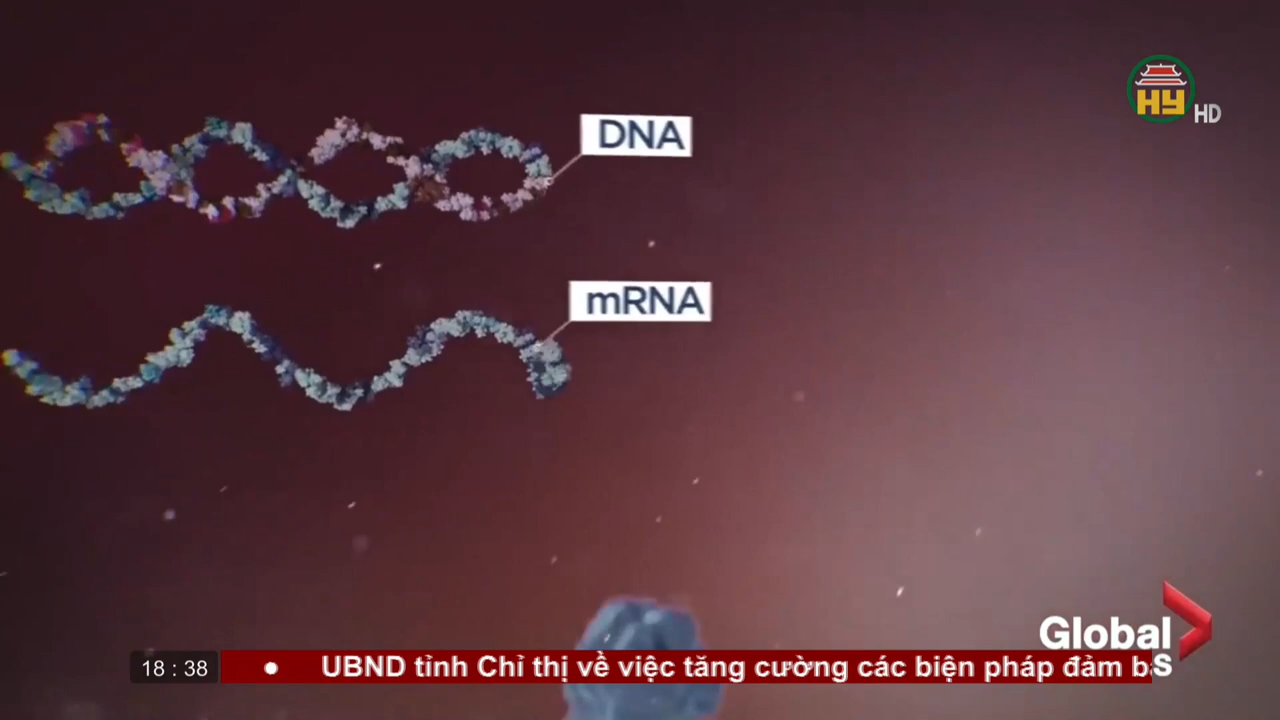 HY HD
DNA
mRNA
Global
S
18 : 38
UBND tỉnh Chỉ thị về việc tăng cường các biện pháp đảm